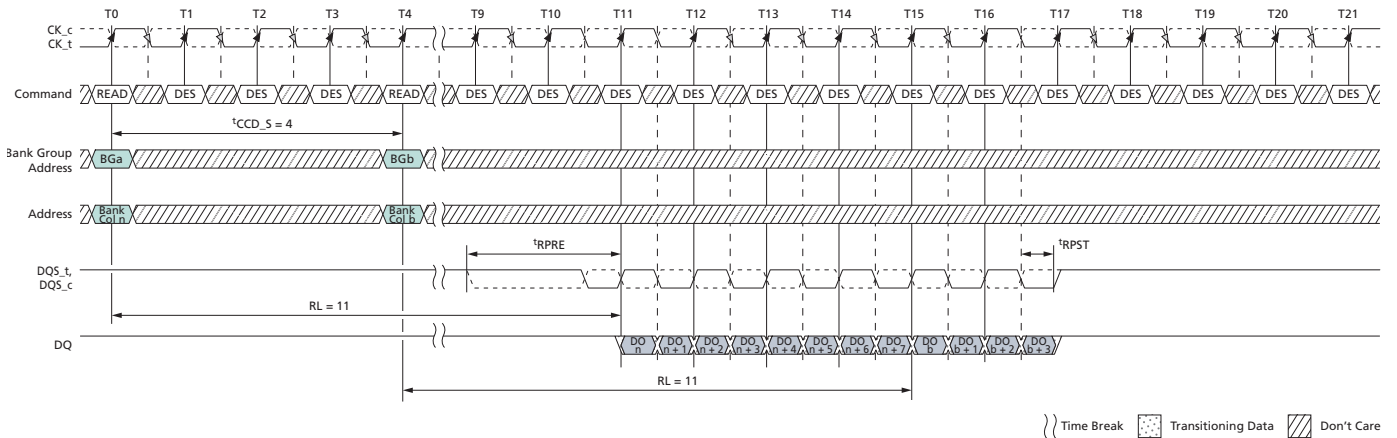 T0 T1 T2 T3 T4 T9 T10 T11 T12 T13 T14 T15 T16 T17 T18 T19 T20 T21
CK_c
CK_t
Command READ DES DES DES READ DES DES DES DES DES DES DES DES DES DES DES DES DES
tCCD_S = 4
Bank Group
Address
BGa BGb
Address
Bank
Col n
Bank
Col b
tRPRE tRPST
DQS_t,
DQS_c
RL = 11
DQ
DO
n
DO
n + 1
DO
n + 2
DO
n + 3
DO
n + 4
DO
n + 5
DO
n + 6
DO
n + 7
DO
b
DO
b + 1
DO
b + 2
DO
b + 3
RL = 11
Time Break Transitioning Data Don't Care